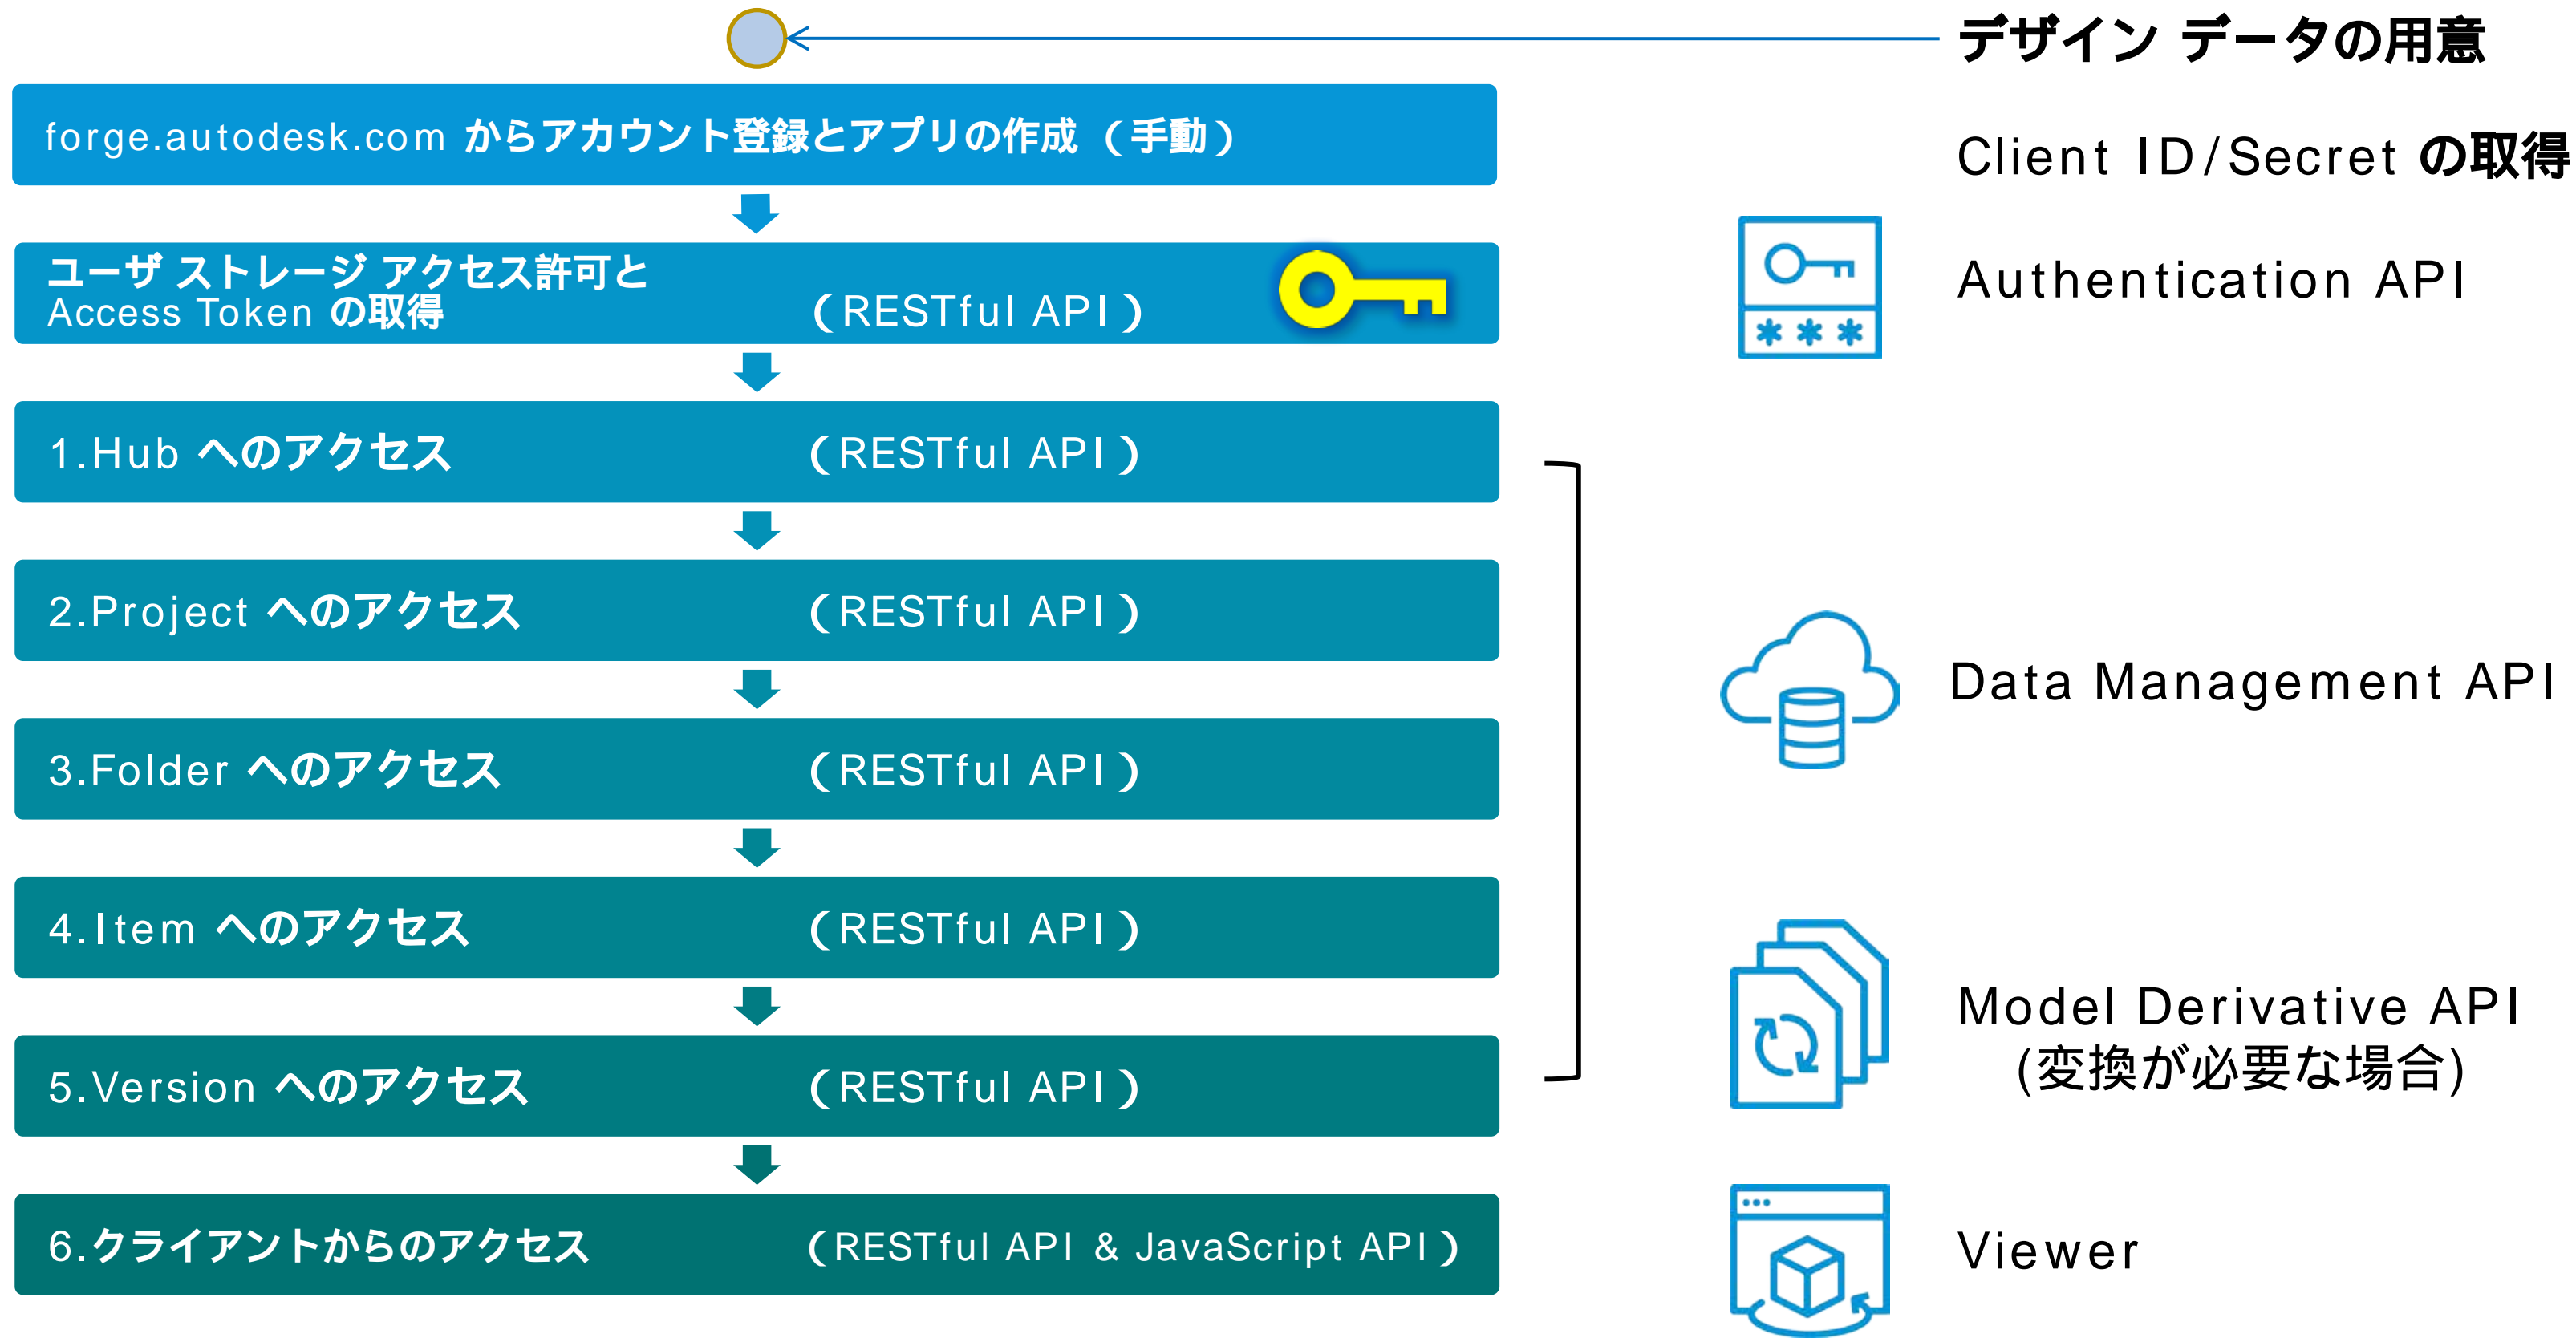 デザイン データの用意
forge.autodesk.com からアカウント登録とアプリの作成 （手動）
Client ID/Secret の取得
ユーザ ストレージ アクセス許可と
Access Token の取得 （RESTful API）
Authentication API
1.Hub へのアクセス （RESTful API）
2.Project へのアクセス （RESTful API）
Data Management API
3.Folder へのアクセス （RESTful API）
4.Item へのアクセス （RESTful API）
Model Derivative API
(変換が必要な場合)
5.Version へのアクセス （RESTful API）
6.クライアントからのアクセス （RESTful API & JavaScript API）
Viewer